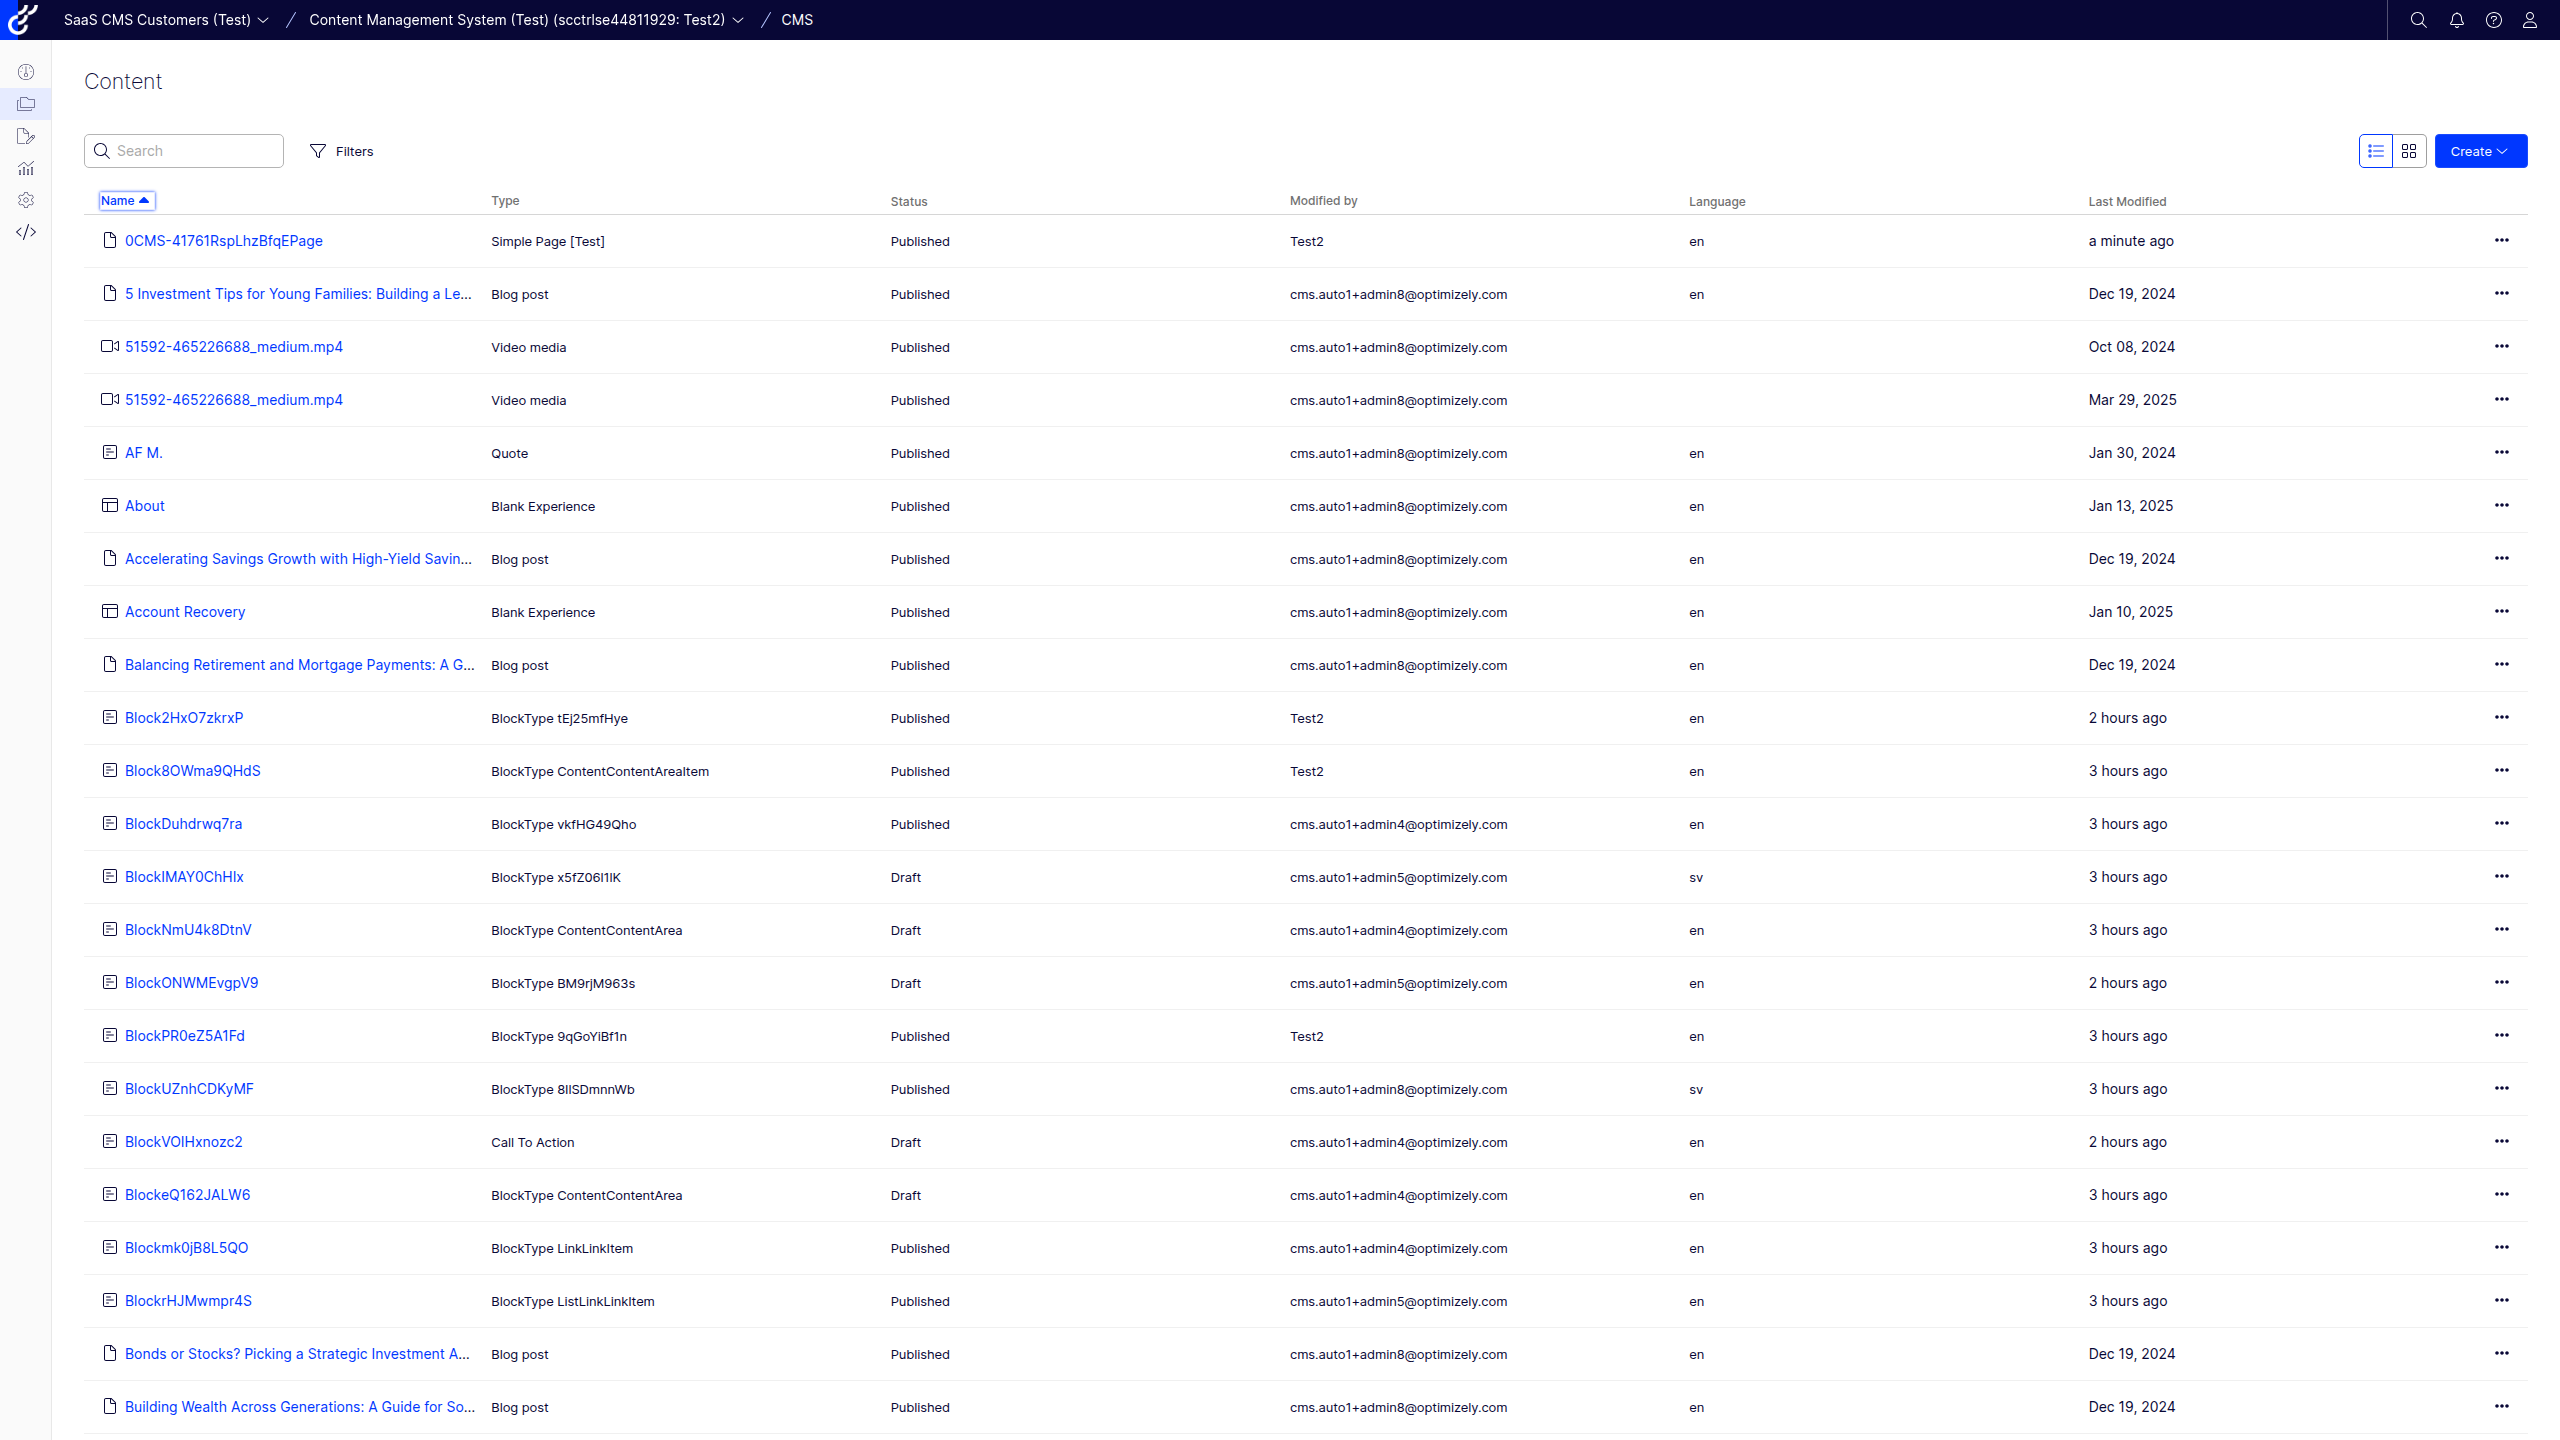 SaaS CMS Customers (Test) / Content Management System (Test) (scctrlse44811929: Test2) / CMS
Content
Search Filters Create
Name Type Status Modified by Language Last Modified
0CMS-41761RspLhzBfqEPage Simple Page [Test] Published Test2 en a minute ago
5 Investment Tips for Young Families: Building a Le... Blog post Published cms.auto1+admin8@optimizely.com en Dec 19, 2024
51592-465226688_medium.mp4 Video media Published cms.auto1+admin8@optimizely.com Oct 08, 2024
51592-465226688_medium.mp4 Video media Published cms.auto1+admin8@optimizely.com Mar 29, 2025
AF M. Quote Published cms.auto1+admin8@optimizely.com en Jan 30, 2024
About Blank Experience Published cms.auto1+admin8@optimizely.com en Jan 13, 2025
Accelerating Savings Growth with High-Yield Savin... Blog post Published cms.auto1+admin8@optimizely.com en Dec 19, 2024
Account Recovery Blank Experience Published cms.auto1+admin8@optimizely.com en Jan 10, 2025
Balancing Retirement and Mortgage Payments: A G... Blog post Published cms.auto1+admin8@optimizely.com en Dec 19, 2024
Block2HxO7zkrxP BlockType tEj25mfHye Published Test2 en 2 hours ago
Block8OWma9QHdS BlockType ContentContentAreaItem Published Test2 en 3 hours ago
BlockDuhdrwq7ra BlockType vkfHG49Qho Published cms.auto1+admin4@optimizely.com en 3 hours ago
BlockIMAY0ChHlx BlockType x5fZ06I1lK Draft cms.auto1+admin5@optimizely.com sv 3 hours ago
BlockNmU4k8DtnV BlockType ContentContentArea Draft cms.auto1+admin4@optimizely.com en 3 hours ago
BlockONWMEvgpV9 BlockType BM9rjM963s Draft cms.auto1+admin5@optimizely.com en 2 hours ago
BlockPR0eZ5A1Fd BlockType 9qGoYiBf1n Published Test2 en 3 hours ago
BlockUZnhCDKyMF BlockType 8IlSDmnnWb Published cms.auto1+admin8@optimizely.com sv 3 hours ago
BlockVOlHxnozc2 Call To Action Draft cms.auto1+admin4@optimizely.com en 2 hours ago
BlockeQ162JALW6 BlockType ContentContentArea Draft cms.auto1+admin4@optimizely.com en 3 hours ago
Blockmk0jB8L5QO BlockType LinkLinkItem Published cms.auto1+admin4@optimizely.com en 3 hours ago
BlockrHJMwmpr4S BlockType ListLinkLinkItem Published cms.auto1+admin5@optimizely.com en 3 hours ago
Bonds or Stocks? Picking a Strategic Investment A... Blog post Published cms.auto1+admin8@optimizely.com en Dec 19, 2024
Building Wealth Across Generations: A Guide for So... Blog post Published cms.auto1+admin8@optimizely.com en Dec 19, 2024